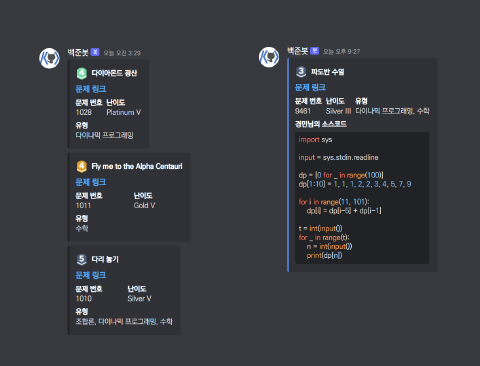 백준봇 봇 오늘 오전 3:29
4 다이아몬드 광산
문제 링크
문제 번호 난이도
1028 Platinum V
유형
다이나믹 프로그래밍
4 Fly me to the Alpha Centauri
문제 링크
문제 번호 난이도
1011 Gold V
유형
수학
5 다리 놓기
문제 링크
문제 번호 난이도
1010 Silver V
유형
조합론, 다이나믹 프로그래밍, 수학
백준봇 봇 오늘 오후 9:27
3 파도반 수열
문제 링크
문제 번호 난이도 유형
9461 Silver III 다이나믹 프로그래밍, 수학
경민님의 소스코드
import sys
input = sys.stdin.readline
dp = [0 for _ in range(100)]
dp[1:10] = 1, 1, 1, 2, 2, 3, 4, 5, 7, 9
for i in range(11, 101):
dp[i] = dp[i-5] + dp[i-1]
t = int(input())
for _ in range(t):
n = int(input())
print(dp[n])